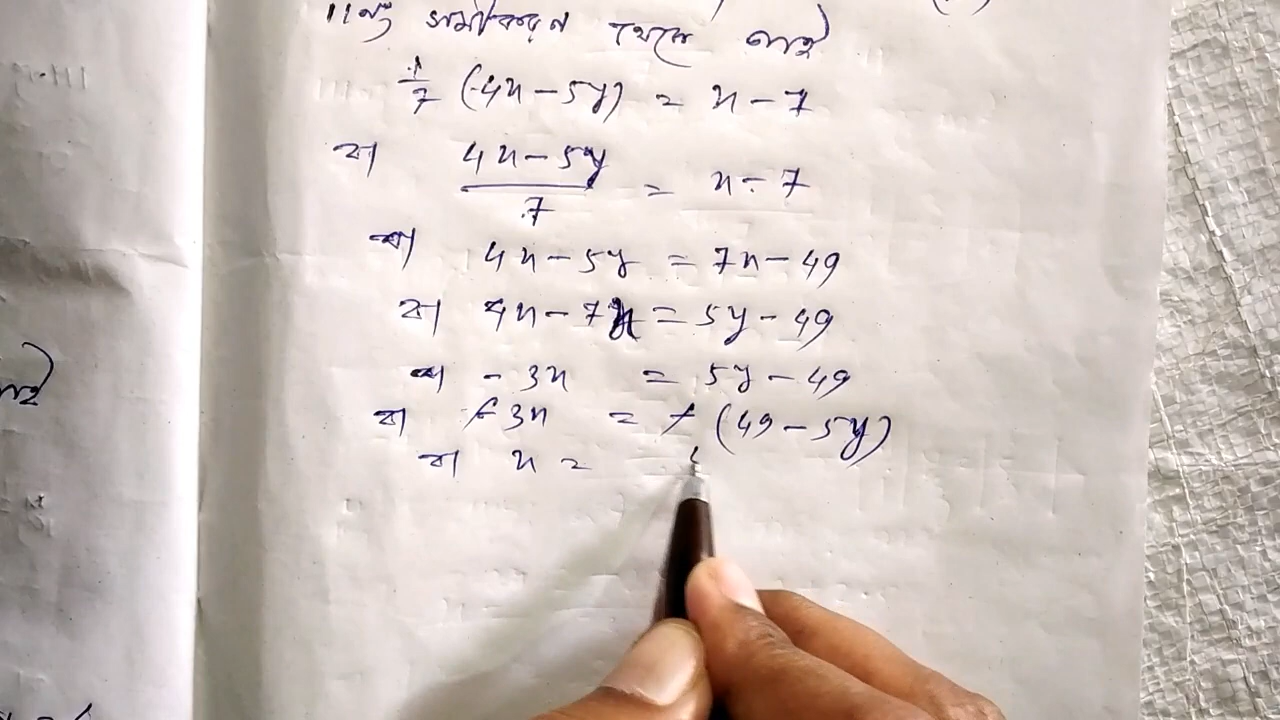 নং সমীকরণ থেকে পাই
1/7 (4x - 5y) = x - 7
বা 4x - 5y / 7 = x - 7
বা 4x - 5y = 7x - 49
বা 4x - 7x = 5y - 49
বা - 3x = 5y - 49
বা - 3x = - (49 - 5y)
বা x =